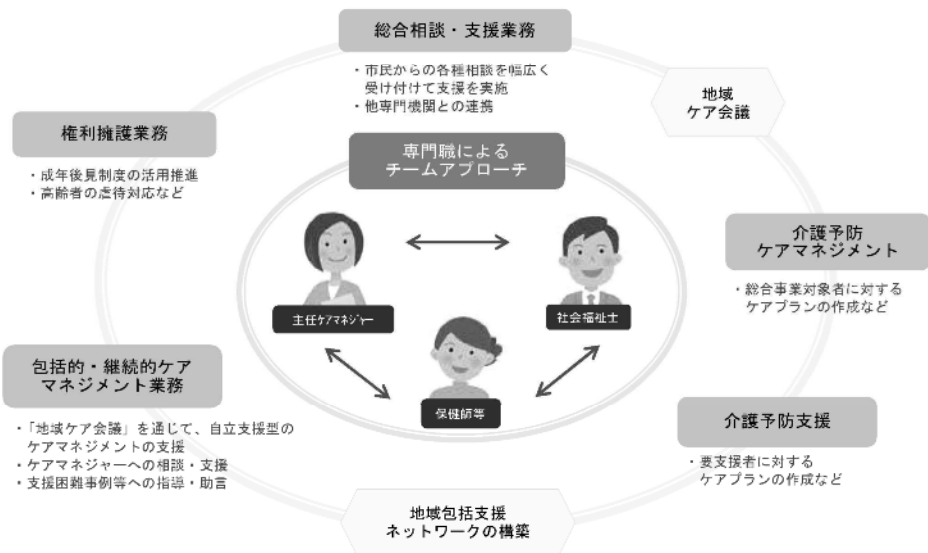 総合相談・支援業務
・市民からの各種相談を幅広く
受け付けて支援を実施
・他専門機関との連携
地域
ケア会議
権利擁護業務
・成年後見制度の活用推進
・高齢者の虐待対応など
専門職による
チームアプローチ
主任ケアマネジャー
社会福祉士
保健師等
介護予防
ケアマネジメント
・総合事業対象者に対する
ケアプランの作成など
包括的・継続的ケア
マネジメント業務
・「地域ケア会議」を通じて、自立支援型の
ケアマネジメントの支援
・ケアマネジャーへの相談・支援
・支援困難事例等への指導・助言
介護予防支援
・要支援者に対する
ケアプランの作成など
地域包括支援
ネットワークの構築